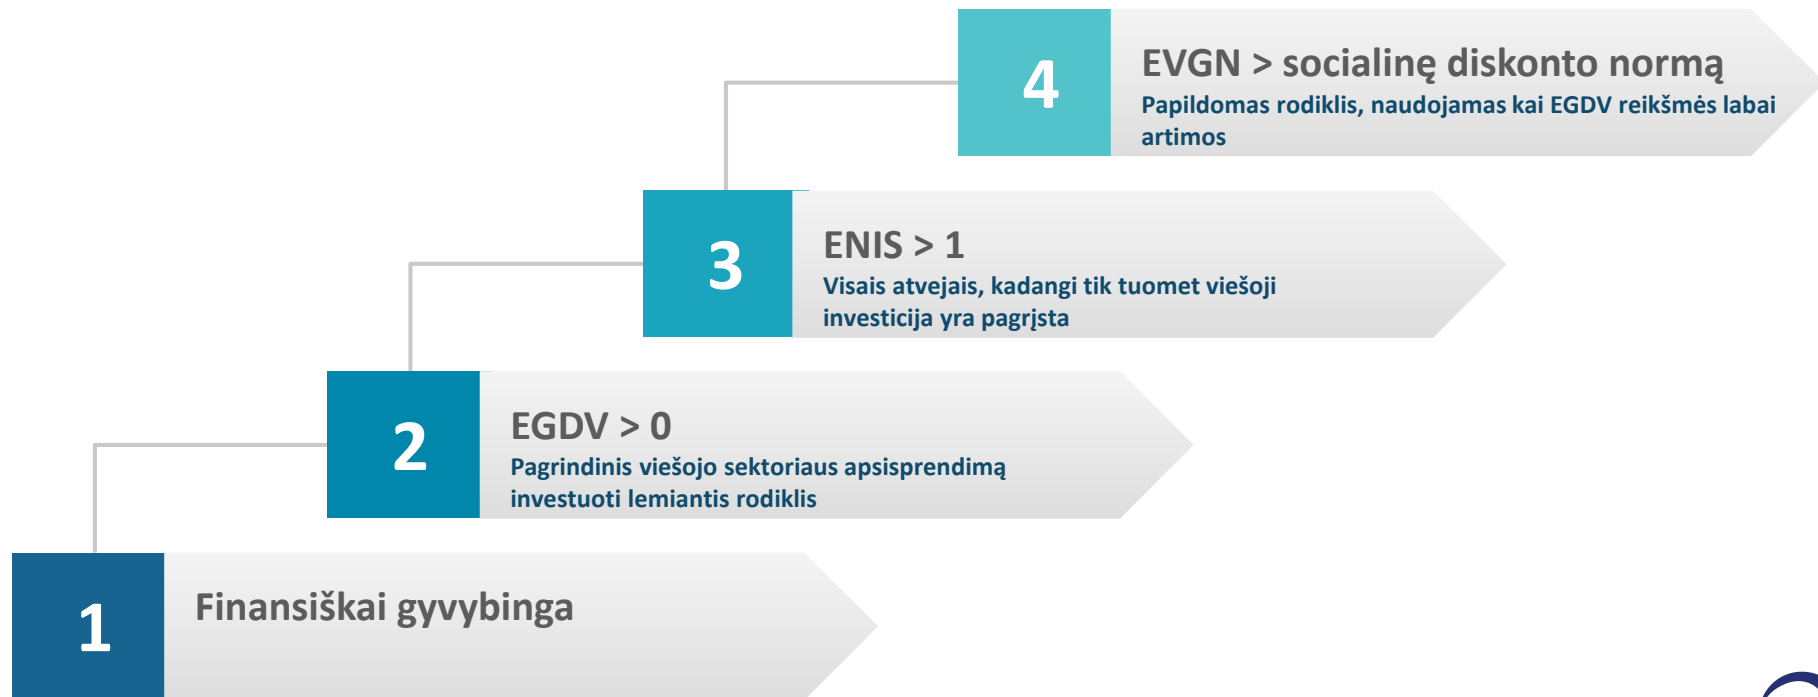 4
EVGN > socialinę diskonto normą
Papildomas rodiklis, naudojamas kai EGDV reikšmės labai
artimos
3
ENIS > 1
Visais atvejais, kadangi tik tuomet viešoji
investicija yra pagrįsta
2
EGDV > 0
Pagrindinis viešojo sektoriaus apsisprendimą
investuoti lemiantis rodiklis
1
Finansiškai gyvybinga